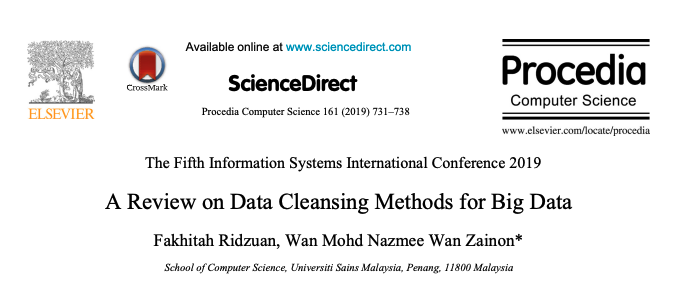 Available online at www.sciencedirect.com
ScienceDirect
Procedia Computer Science 161 (2019) 731–738
ELSEVIER
CrossMark
Procedia
Computer Science
www.elsevier.com/locate/procedia
The Fifth Information Systems International Conference 2019
A Review on Data Cleansing Methods for Big Data
Fakhitah Ridzuan, Wan Mohd Nazmee Wan Zainon*
School of Computer Science, Universiti Sains Malaysia, Penang, 11800 Malaysia